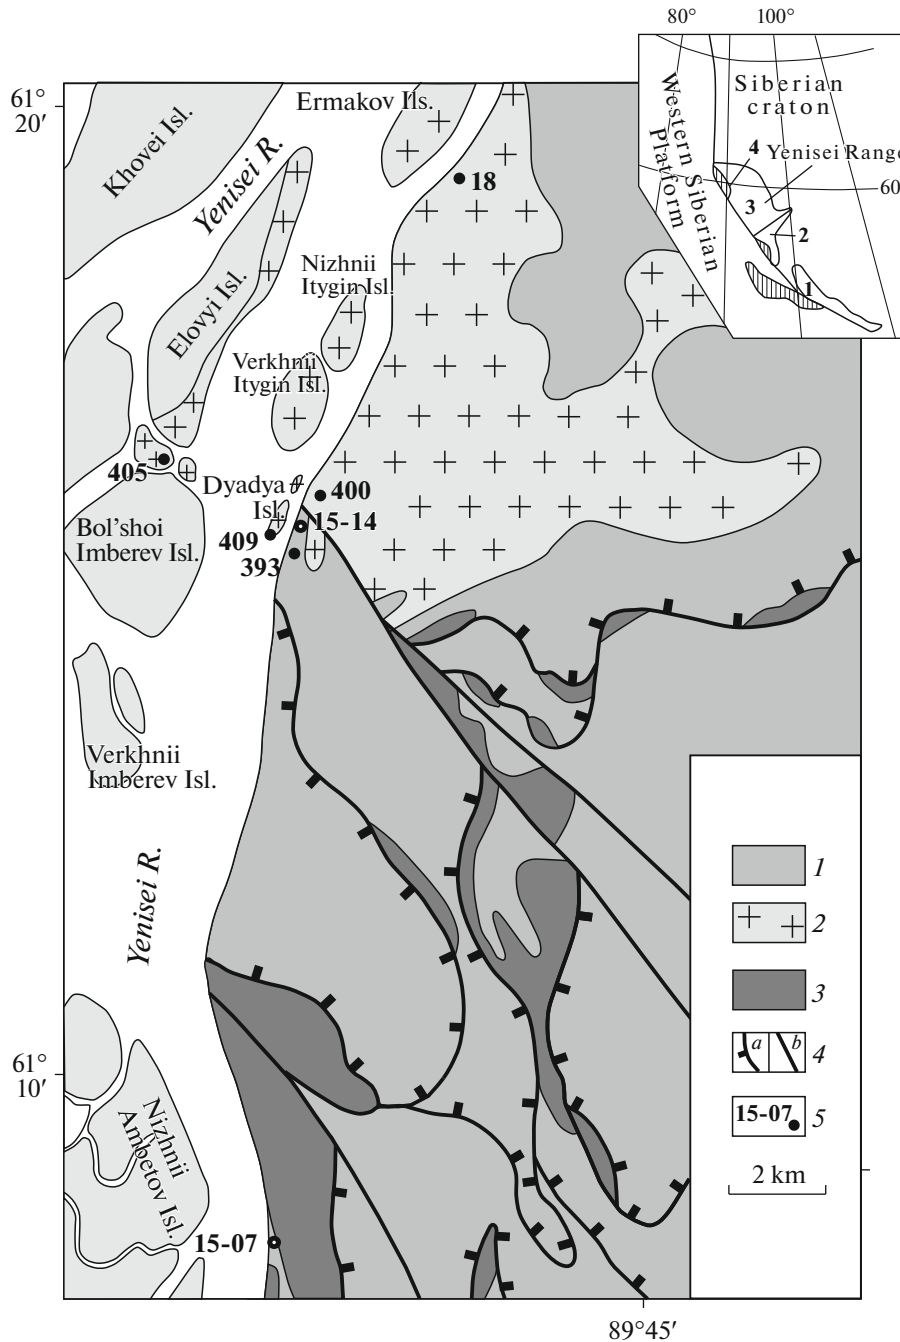 80°
100°
Siberian
craton
Western Siberian
Platform
4
Yenisei Range
60
3
2
1
61°
20′
Ermakov Ils.
Khovei Isl.
Yenisei R.
18
Nizhnii
Itygin Isl.
Elovyi Isl.
Verkhnii
Itygin Isl.
405
Dyadya
Isl.
400
15-14
409
393
Bol'shoi
Imberev Isl.
Verkhnii
Imberev Isl.
Yenisei R.
1
2
3
a
b
4
15-07
5
2 km
61°
10′
Nizhnii
Ambetov Isl.
15-07
89°45′